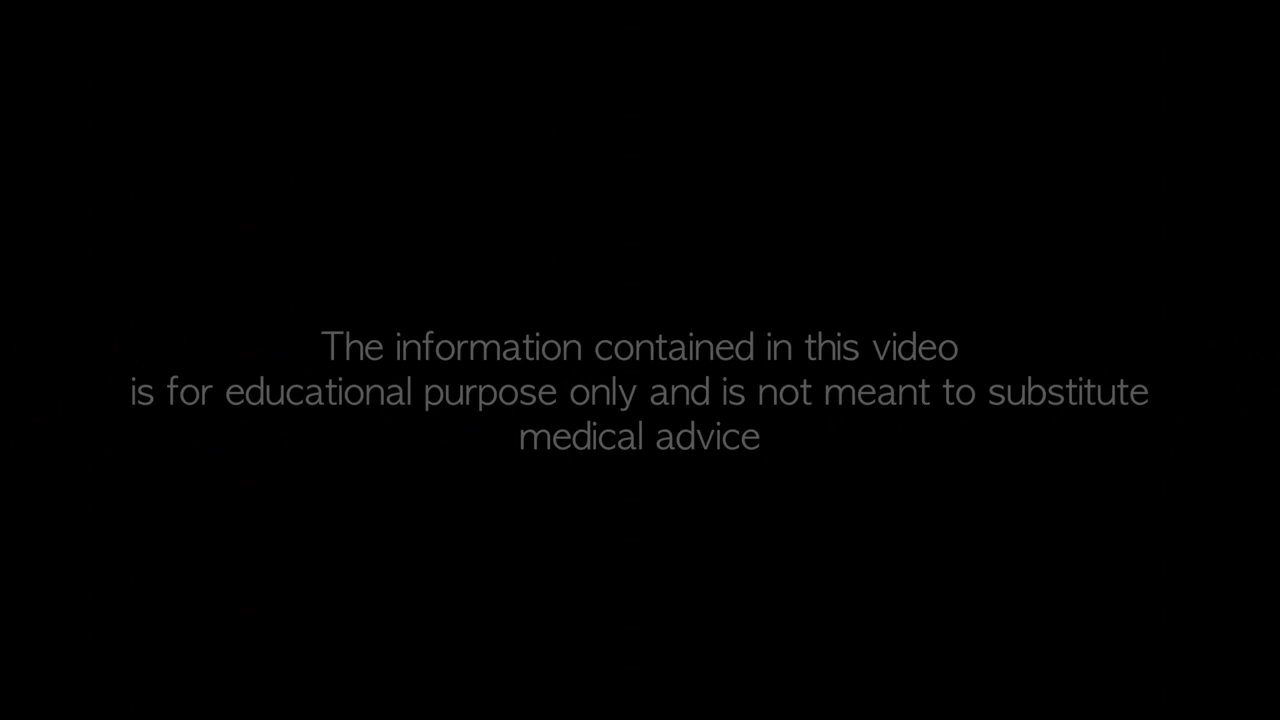 The information contained in this video
is for educational purpose only and is not meant to substitute
medical advice